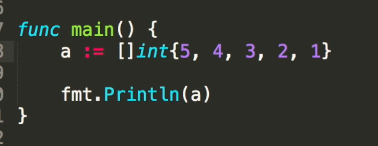 func main() {
    a := []int{5, 4, 3, 2, 1}

    fmt.Println(a)
}